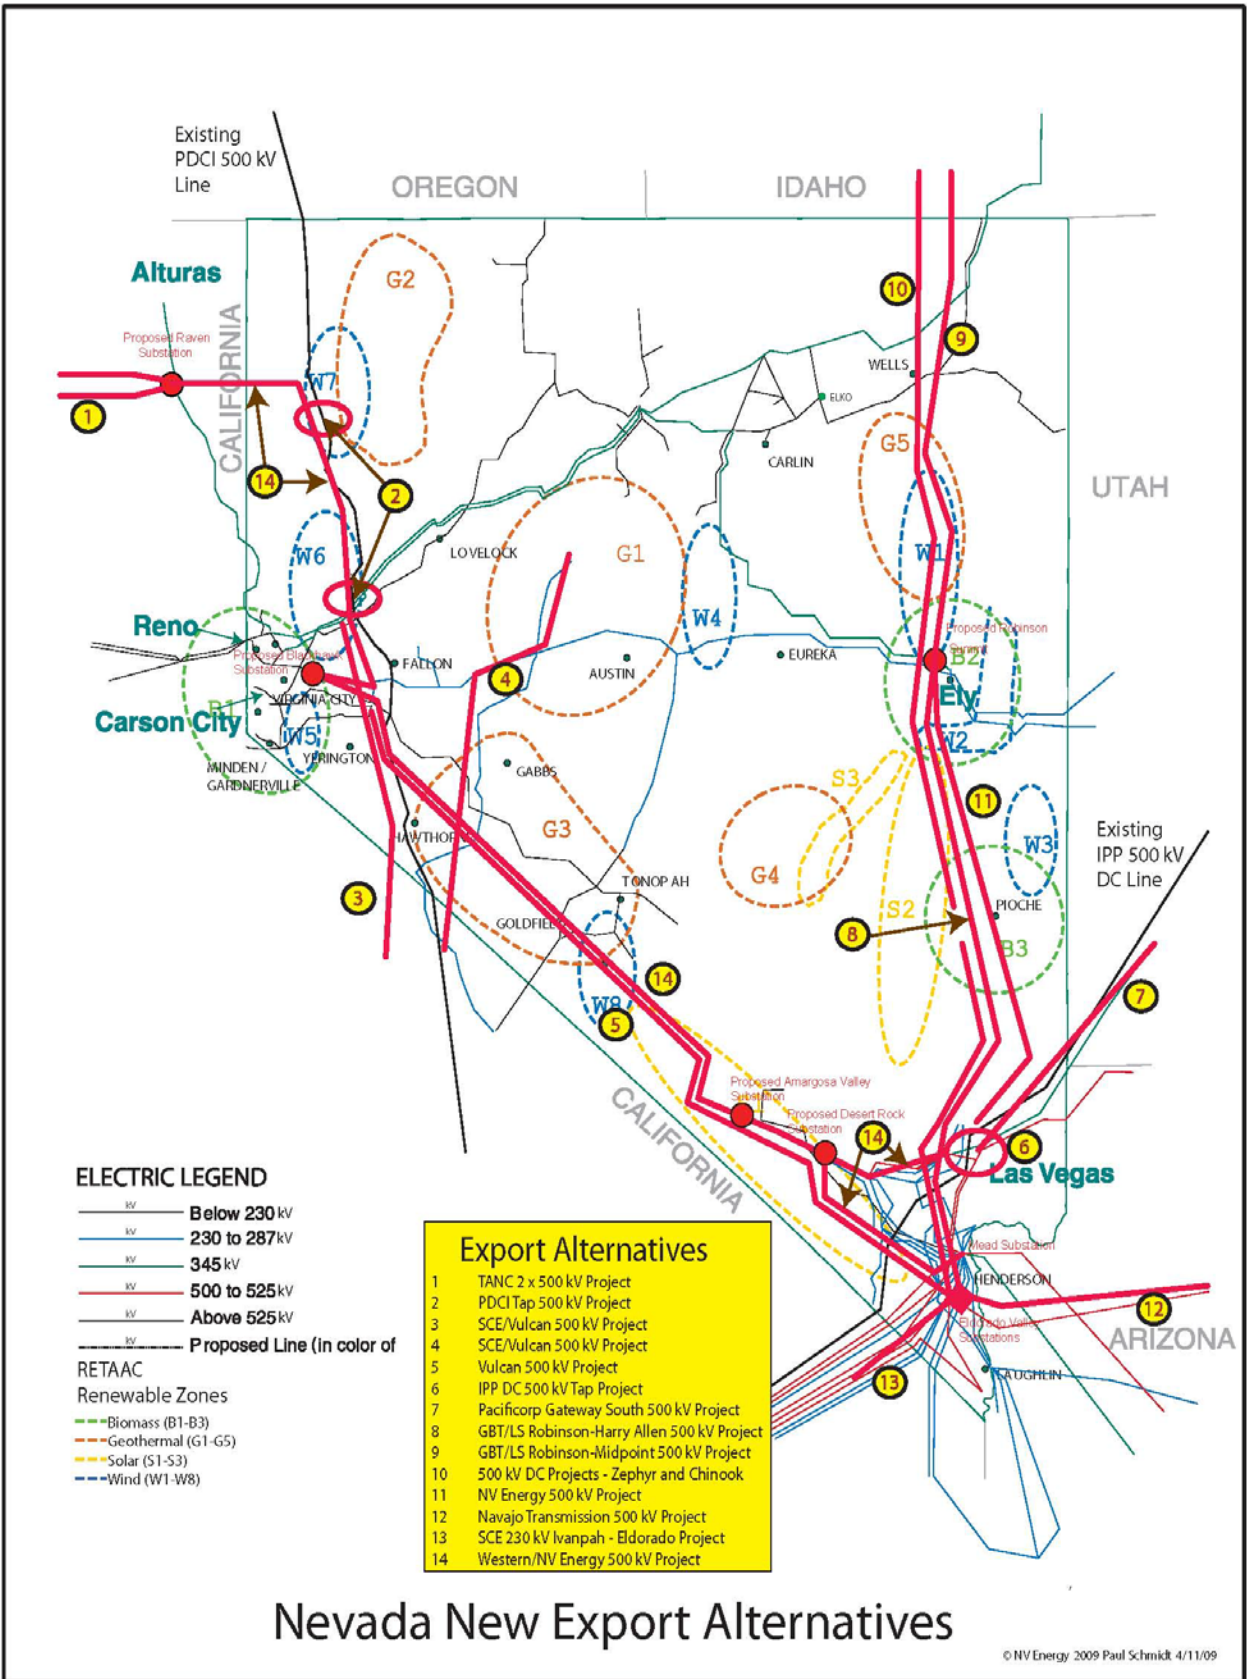 Existing
PDCI 500 kV
Line
OREGON
IDAHO
Alturas
CALIFORNIA
Proposed Raven
Substation
G2
10
9
W7
WELLS
ELKO
1
G5
CARLIN
14
2
UTAH
W6
LOVELOCK
G1
W1
W4
Reno
Proposed Robinson
Summit
Proposed Blackhawk
Substation
FALLON
AUSTIN
EUREKA
B2
4
VIRGINIA CITY
Ely
B1
Carson City
W5
YERINGTON
W2
MINDEN /
GARDNERVILLE
GABBS
S3
11
HAWTHORNE
G3
W3
Existing
IPP 500 kV
DC Line
G4
TONOPAH
3
S2
PIOCHE
GOLDFIELD
8
B3
14
7
W8
5
Proposed Amargosa Valley
Substation
Proposed Desert Rock
Substation
CALIFORNIA
14
6
Las Vegas
ELECTRIC LEGEND
kV Below 230 kV
kV 230 to 287 kV
kV 345 kV
kV 500 to 525 kV
kV Above 525 kV
kV Proposed Line (in color of
RETAAC
Renewable Zones
Biomass (B1-B3)
Geothermal (G1-G5)
Solar (S1-S3)
Wind (W1-W8)
Mead Substation
HENDERSON
12
Eldorado Valley
Substations
ARIZONA
13
LAUGHLIN
Export Alternatives
1 TANC 2 x 500 kV Project
2 PDCI Tap 500 kV Project
3 SCE/Vulcan 500 kV Project
4 SCE/Vulcan 500 kV Project
5 Vulcan 500 kV Project
6 IPP DC 500 kV Tap Project
7 Pacificorp Gateway South 500 kV Project
8 GBT/LS Robinson-Harry Allen 500 kV Project
9 GBT/LS Robinson-Midpoint 500 kV Project
10 500 kV DC Projects - Zephyr and Chinook
11 NV Energy 500 kV Project
12 Navajo Transmission 500 kV Project
13 SCE 230 kV Ivanpah - Eldorado Project
14 Western/NV Energy 500 kV Project
Nevada New Export Alternatives
© NV Energy 2009 Paul Schmidt 4/11/09